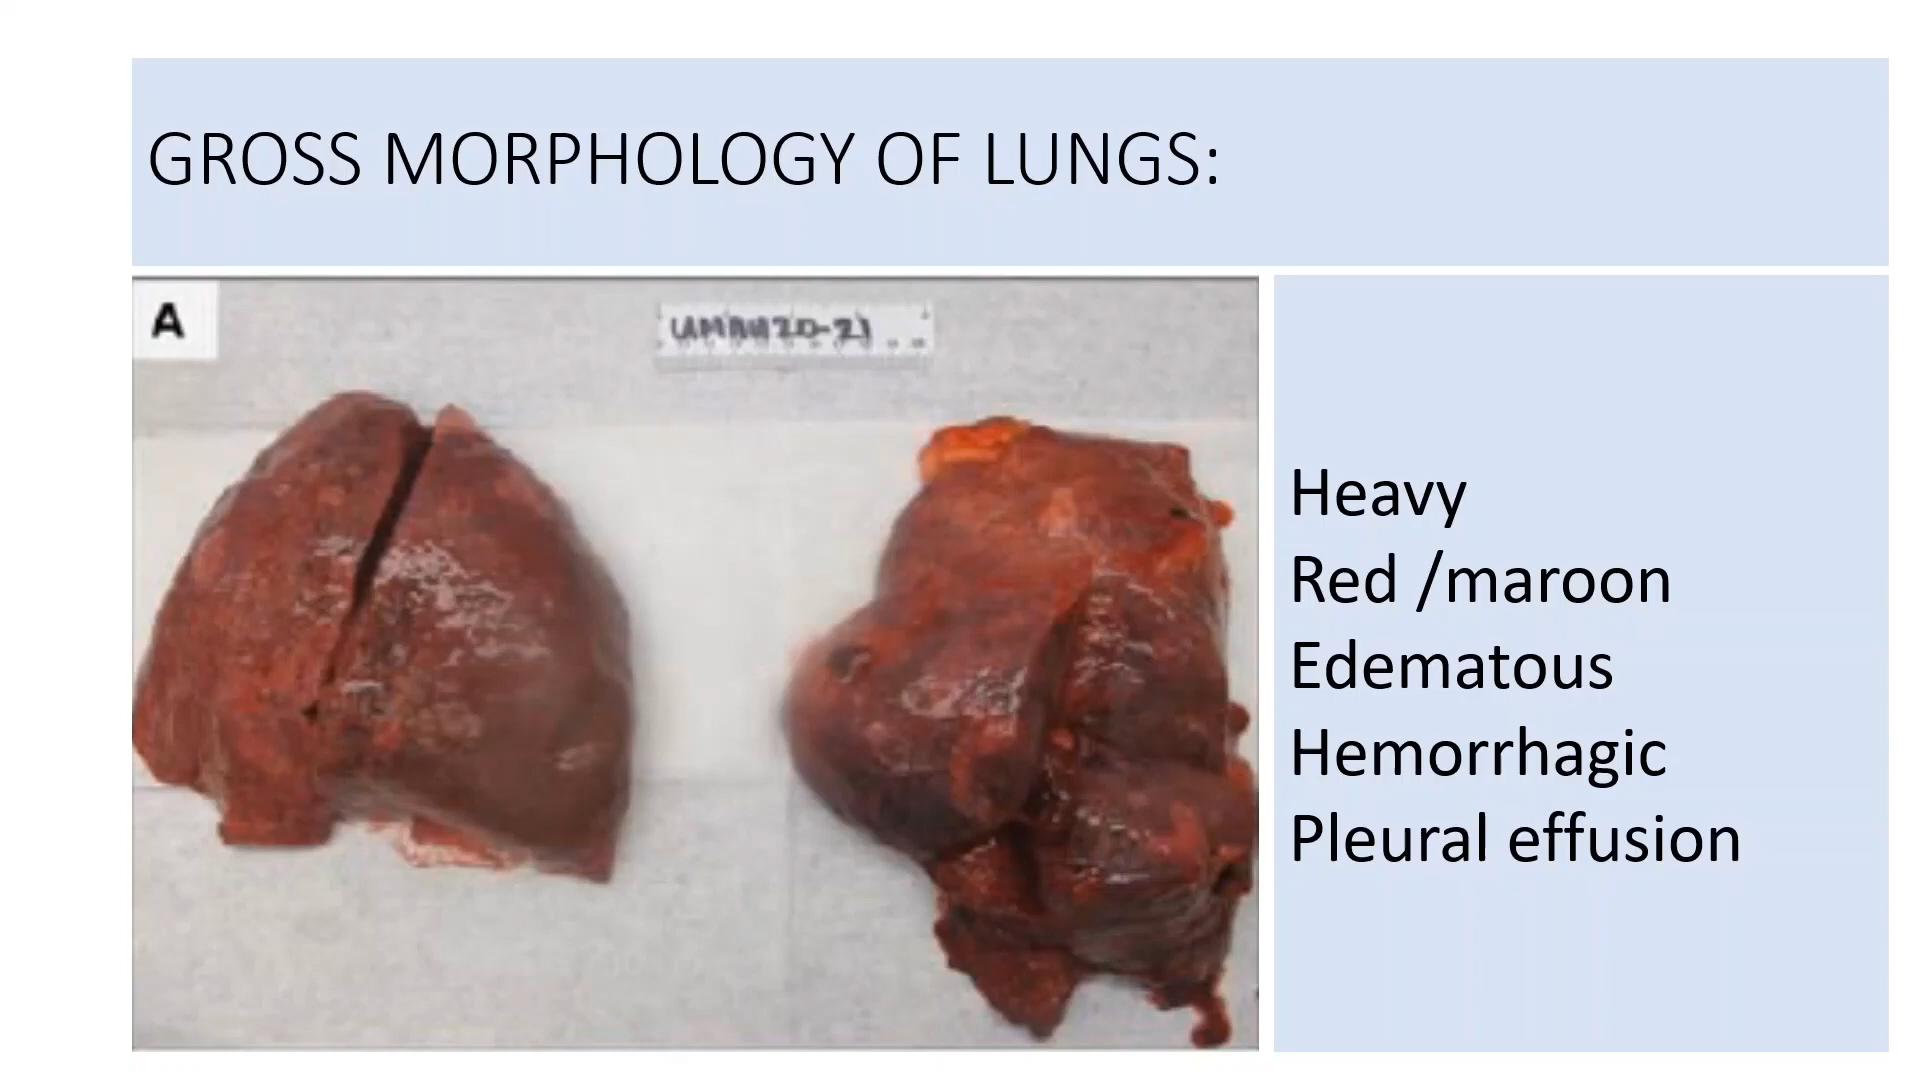 GROSS MORPHOLOGY OF LUNGS:
A
Heavy
Red /maroon
Edematous
Hemorrhagic
Pleural effusion